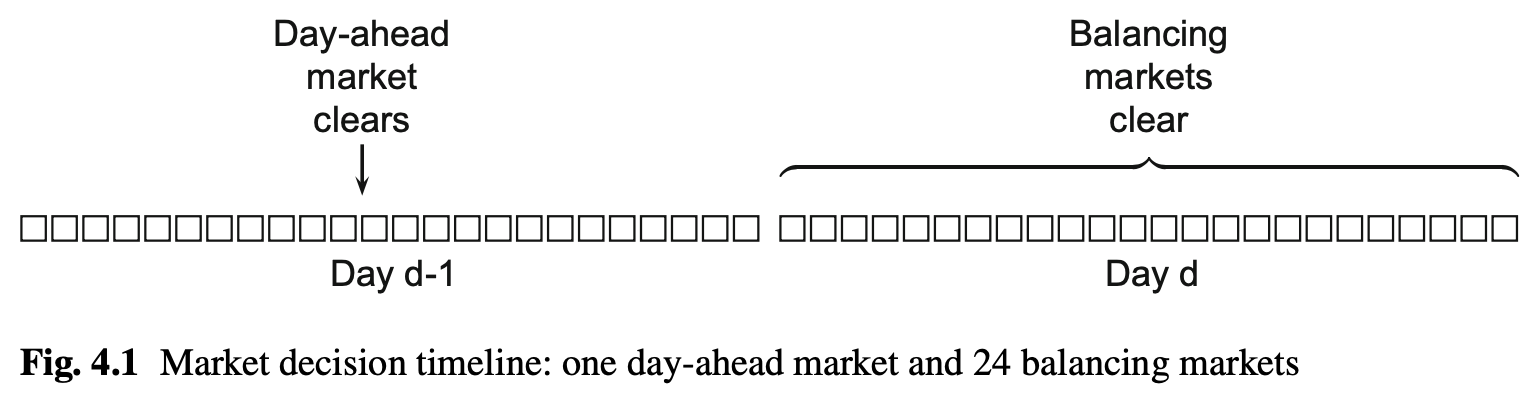 Day-ahead
market
clears
Balancing
markets
clear
Day d-1
Day d
Fig. 4.1 Market decision timeline: one day-ahead market and 24 balancing markets